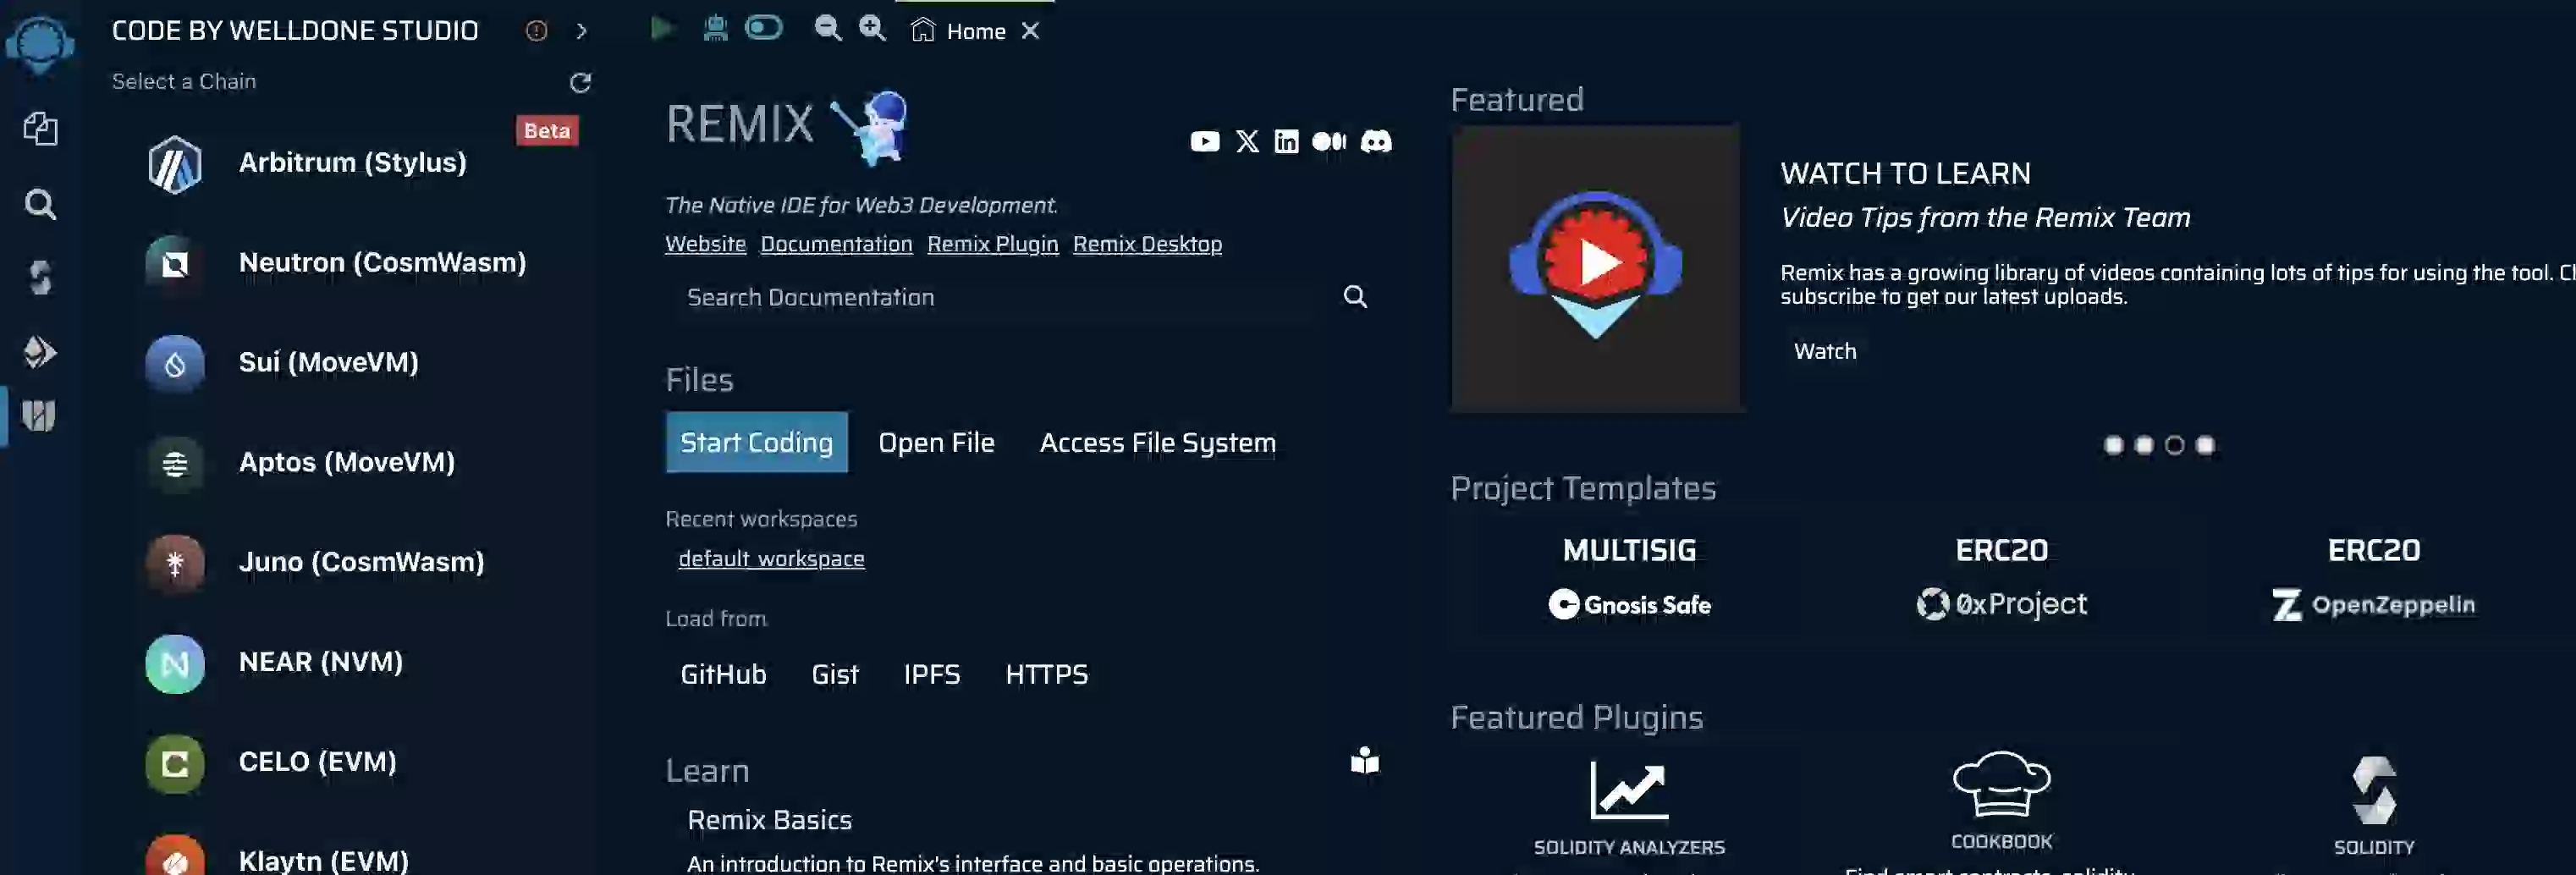 CODE BY WELLDONE STUDIO
Select a Chain
Beta
Arbitrum (Stylus)
Neutron (CosmWasm)
Sui (MoveVM)
Aptos (MoveVM)
Juno (CosmWasm)
NEAR (NVM)
CELO (EVM)
Klaytn (EVM)
Home
REMIX
The Native IDE for Web3 Development.
Website Documentation Remix Plugin Remix Desktop
Search Documentation
Files
Start Coding Open File Access File System
Recent workspaces
default_workspace
Load from
GitHub Gist IPFS HTTPS
Learn
Remix Basics
An introduction to Remix's interface and basic operations.
Featured
WATCH TO LEARN
Video Tips from the Remix Team
Remix has a growing library of videos containing lots of tips for using the tool.
subscribe to get our latest uploads.
Watch
Project Templates
MULTISIG ERC20 ERC20
Gnosis Safe 0xProject OpenZeppelin
Featured Plugins
SOLIDITY ANALYZERS COOKBOOK SOLIDITY